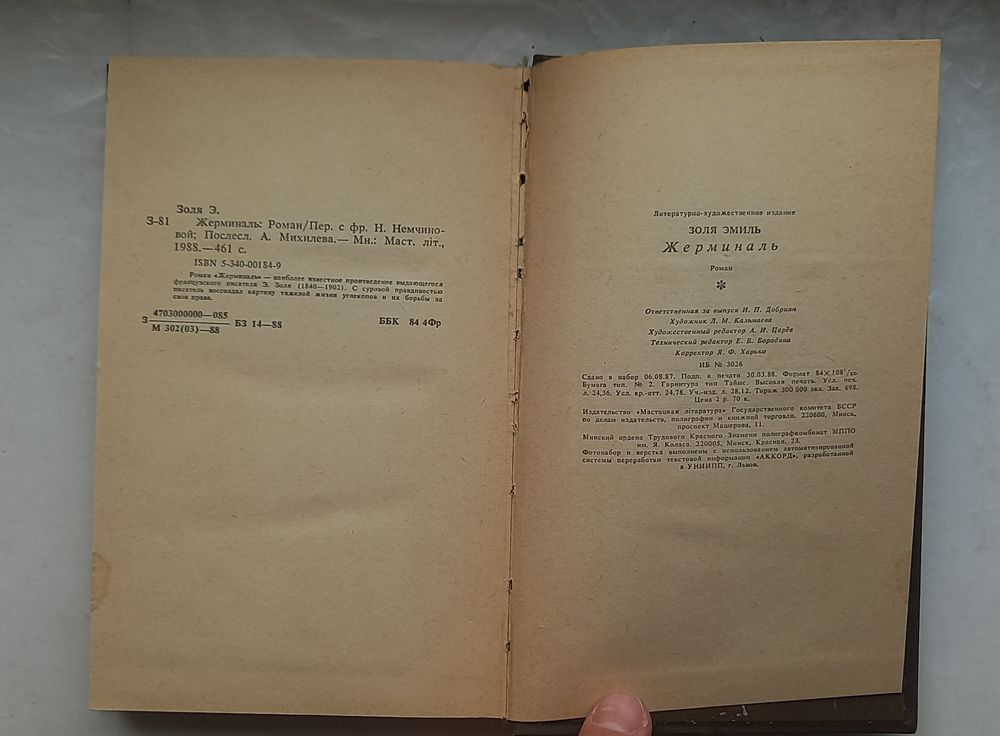 Золя Э.
З-81 Жерминаль: Роман/Пер. с фр. Н. Немчино-
вой; Послесл. А. Михилева.— Мн.: Маст. літ.,
1988.—461 с.
ISBN 5-340-00184-9
Роман «Жерминаль» — наиболее известное произведение выдающегося
французского писателя Э. Золя (1840—1902). С суровой правдивостью
писатель воссоздал картину тяжелой жизни углекопов и их борьбы за
свои права.
З 4703000000—085
М 302(03)—88 БЗ 14—88 ББК 84 4Фр
Литературно-художественное издание
ЗОЛЯ ЭМИЛЬ
Жерминаль
Роман
Ответственная за выпуск И. П. Добриян
Художник Л. М. Кальмаева
Художественный редактор А. И. Царёв
Технический редактор Е. Б. Бородина
Корректор Я. Ф. Харько
ИБ № 3026
Сдано в набор 06.08.87. Подп. к печати 30.03.88. Формат 84×108¹/₃₂.
Бумага тип. № 2. Гарнитура тип Таймс. Высокая печать. Усл. печ.
л. 24,36. Усл. кр.-отт. 24,78. Уч.-изд. л. 28,12. Тираж 300 000 экз. Зак. 698.
Цена 2 р. 70 к.
Издательство «Мастацкая літаратура» Государственного комитета БССР
по делам издательств, полиграфии и книжной торговли. 220600, Минск,
проспект Машерова, 11.
Минский ордена Трудового Красного Знамени полиграфкомбинат МППО
им. Я. Коласа. 220005, Минск, Красная, 23.
Фотонабор и верстка выполнены с использованием автоматизированной
системы переработки текстовой информации «АККОРД», разработанной
в УНИИПП, г. Львов.